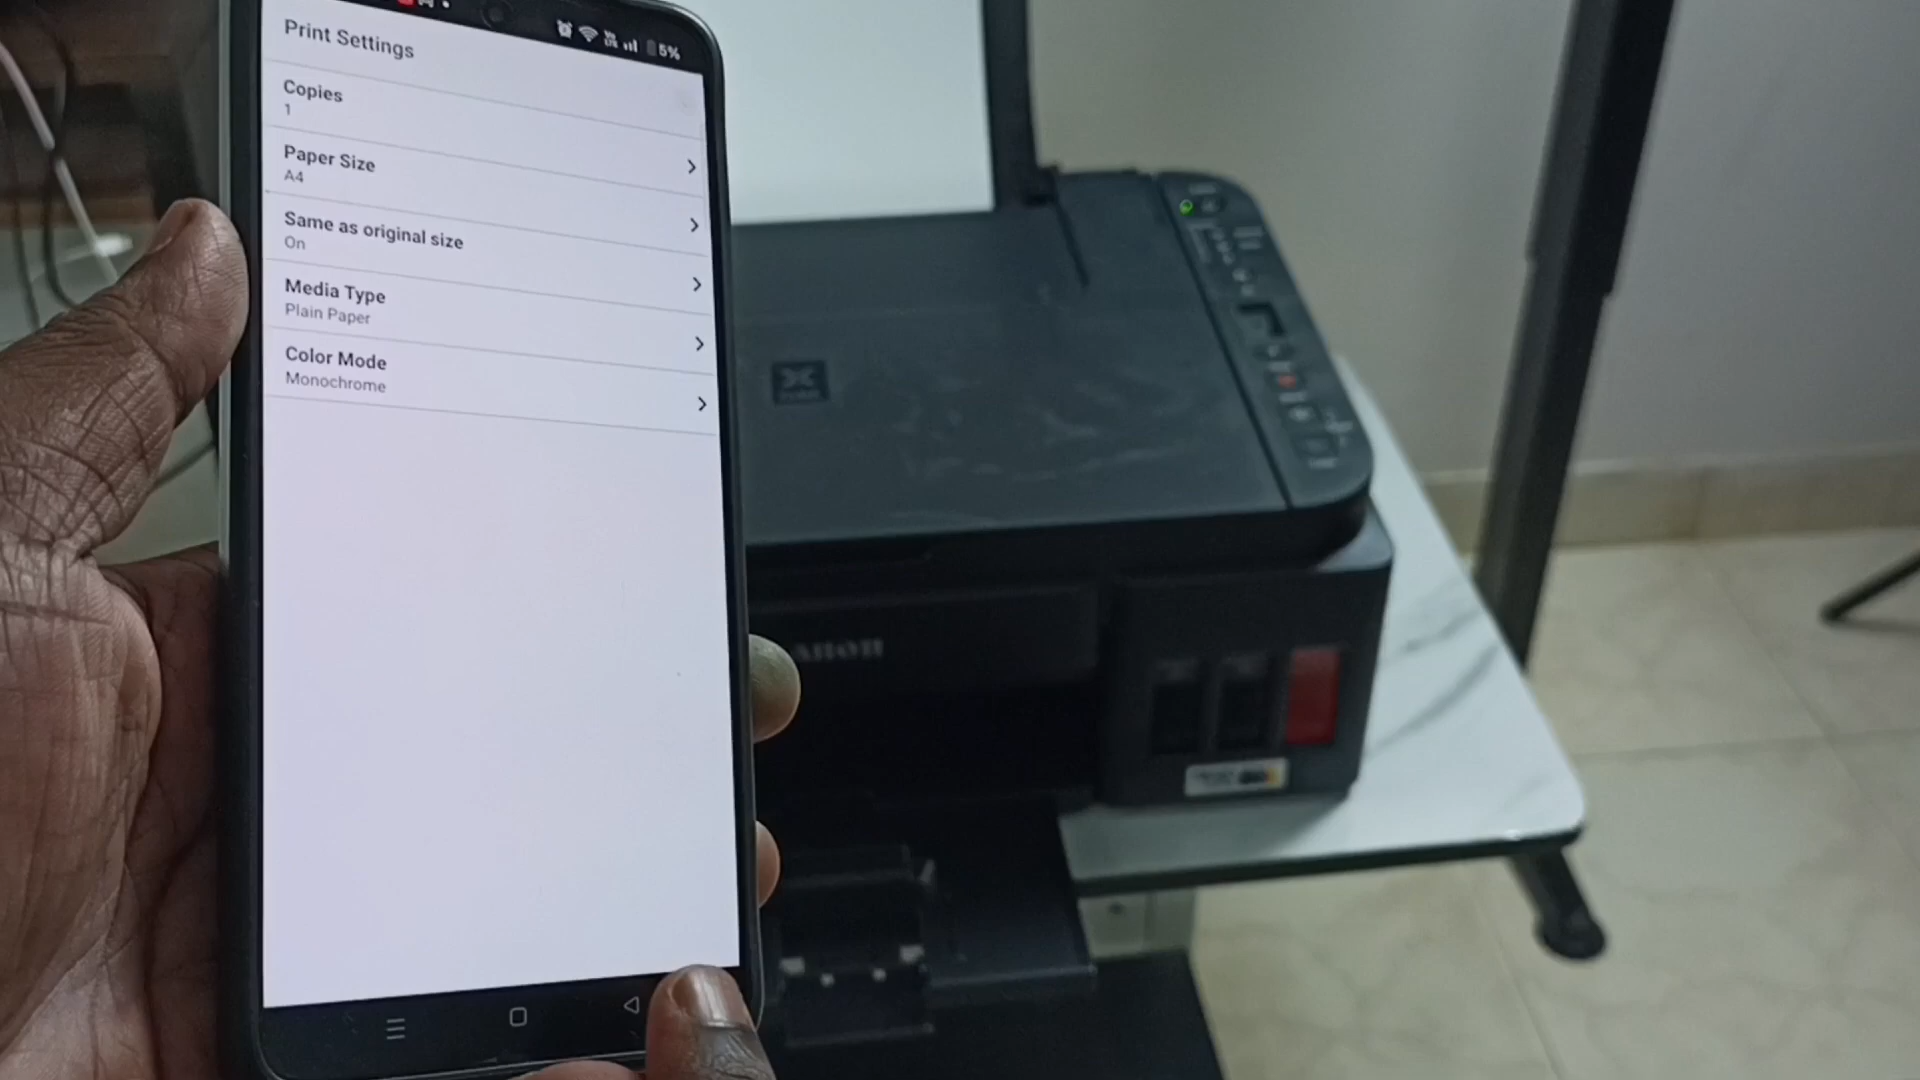 5%
Print Settings
Copies
1
Paper Size
A4
Same as original size
On
Media Type
Plain Paper
Color Mode
Monochrome